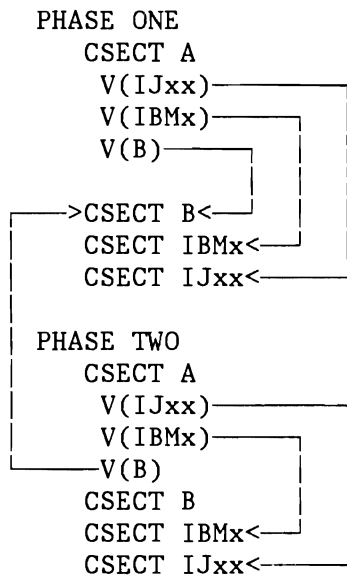 PHASE ONE
CSECT A
V(IJxx)
V(IBMx)
V(B)
>CSECT B<
CSECT IBMx<
CSECT IJxx<
PHASE TWO
CSECT A
V(IJxx)
V(IBMx)
V(B)
CSECT B
CSECT IBMx<
CSECT IJxx<